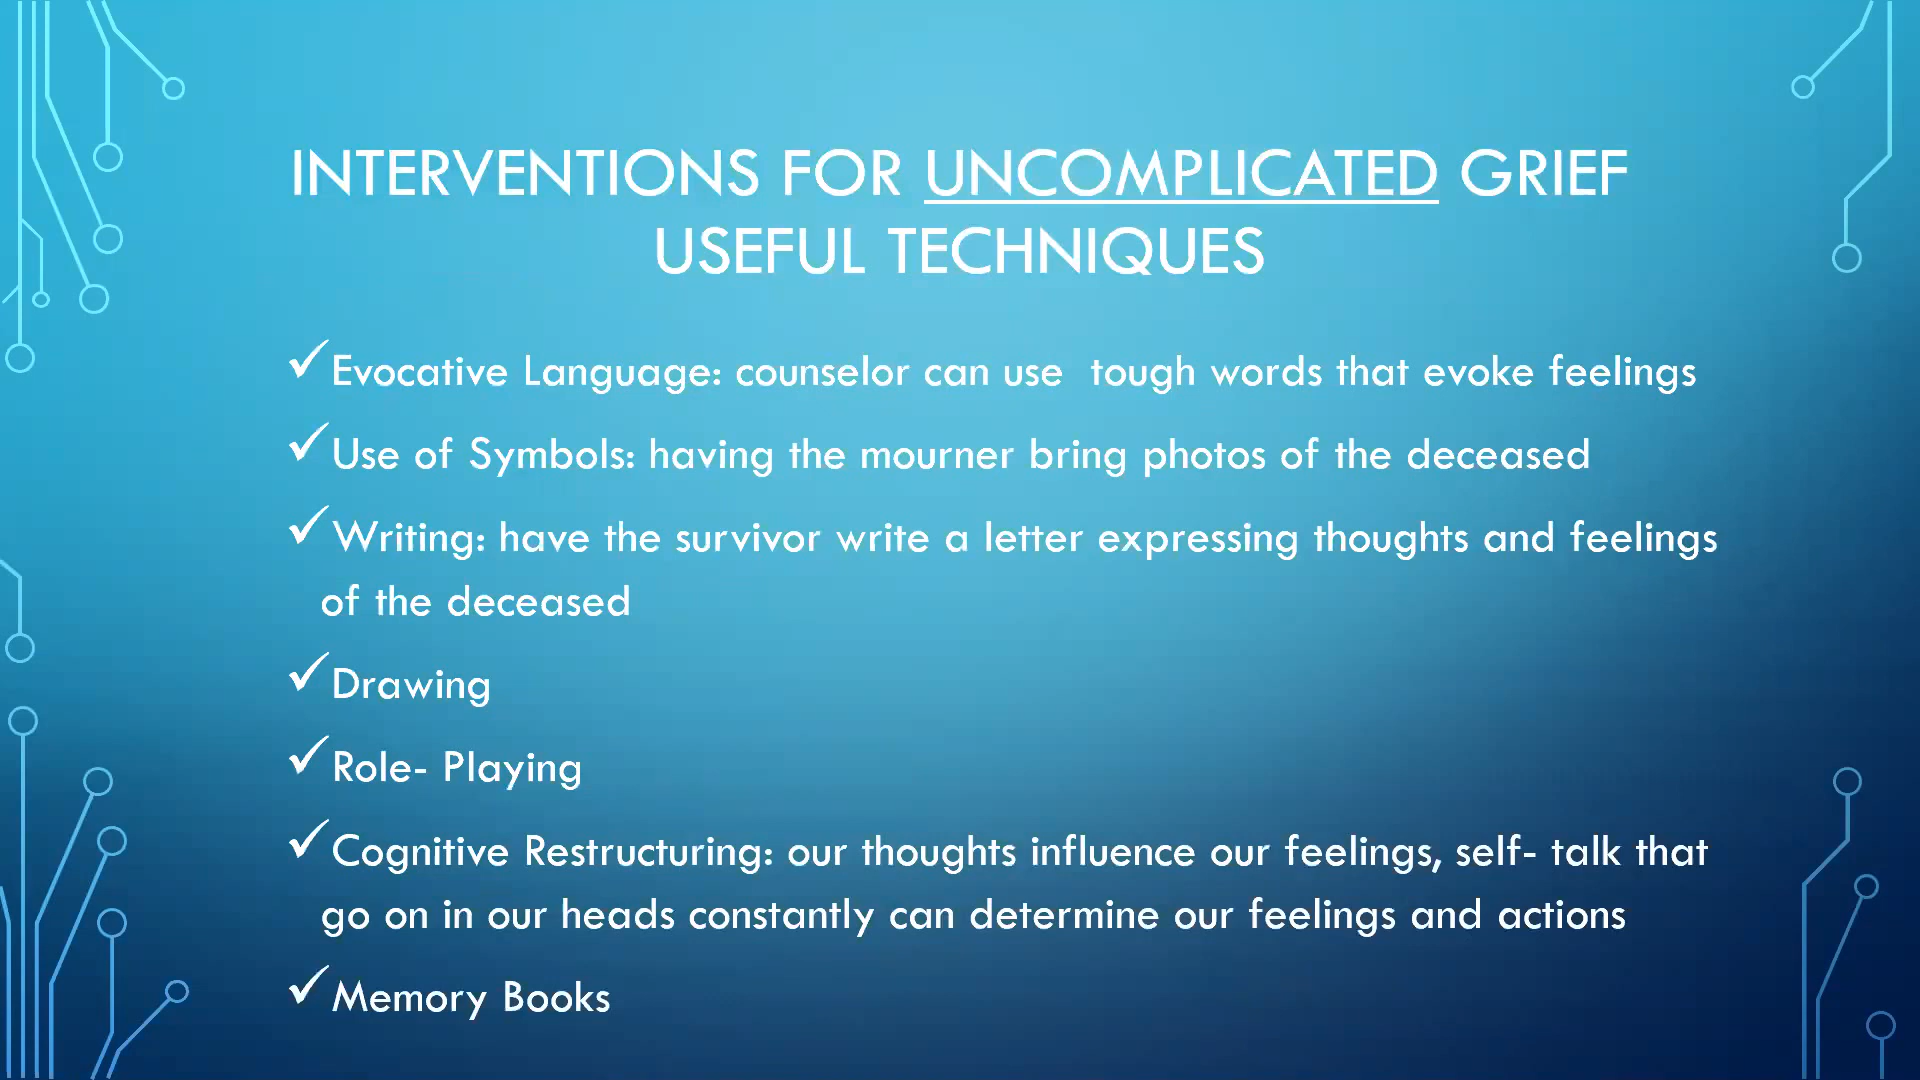 INTERVENTIONS FOR UNCOMPLICATED GRIEF
USEFUL TECHNIQUES
✓Evocative Language: counselor can use  tough words that evoke feelings
✓Use of Symbols: having the mourner bring photos of the deceased
✓Writing: have the survivor write a letter expressing thoughts and feelings
of the deceased
✓Drawing
✓Role- Playing
✓Cognitive Restructuring: our thoughts influence our feelings, self- talk that
go on in our heads constantly can determine our feelings and actions
✓Memory Books